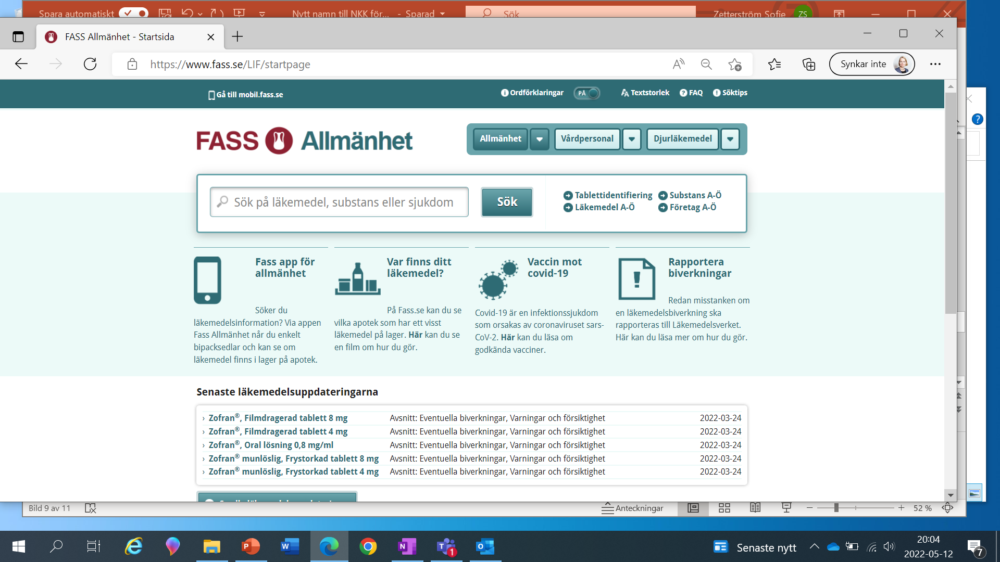 Spara automatiskt
Nytt namn till NKK för... - Sparad
Sök
Zetterström Sofie
ZS
FASS Allmänhet - Startsida
https://www.fass.se/LIF/startpage
Synkar inte
Gå till mobil.fass.se
Ordförklaringar
PÅ
Textstorlek
FAQ
Söktips
FASS Allmänhet
Allmänhet
Vårdpersonal
Djurläkemedel
Sök på läkemedel, substans eller sjukdom
Sök
Tablettidentifiering
Substans A-Ö
Läkemedel A-Ö
Företag A-Ö
Fass app för
allmänhet
Söker du
läkemedelsinformation? Via appen
Fass Allmänhet når du enkelt
bipacksedlar och kan se om
läkemedel finns i lager på apotek.
Var finns ditt
läkemedel?
På Fass.se kan du se
vilka apotek som har ett visst
läkemedel på lager. Här kan du se
en film om hur du gör.
Vaccin mot
covid-19
Covid-19 är en infektionssjukdom
som orsakas av coronaviruset sars-
CoV-2. Här kan du läsa om
godkända vacciner.
Rapportera
biverkningar
Redan misstanken om
en läkemedelsbiverkning ska
rapporteras till Läkemedelsverket.
Här kan du läsa mer om hur du gör.
Senaste läkemedelsuppdateringarna
› Zofran®, Filmdragerad tablett 8 mg Avsnitt: Eventuella biverkningar, Varningar och försiktighet 2022-03-24
› Zofran®, Filmdragerad tablett 4 mg Avsnitt: Eventuella biverkningar, Varningar och försiktighet 2022-03-24
› Zofran®, Oral lösning 0,8 mg/ml Avsnitt: Eventuella biverkningar, Varningar och försiktighet 2022-03-24
› Zofran® munlöslig, Frystorkad tablett 8 mg Avsnitt: Eventuella biverkningar, Varningar och försiktighet 2022-03-24
› Zofran® munlöslig, Frystorkad tablett 4 mg Avsnitt: Eventuella biverkningar, Varningar och försiktighet 2022-03-24
Bild 9 av 11
Anteckningar
52 %
Senaste nytt
20:04
2022-05-12
7
1